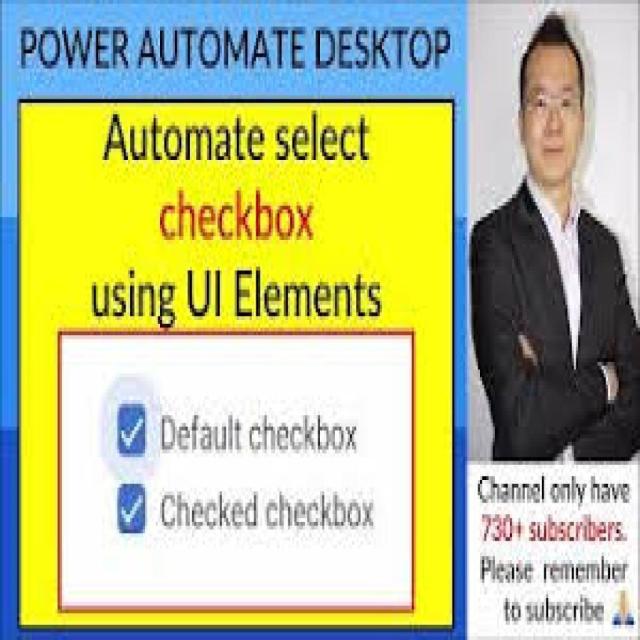 POWER AUTOMATE DESKTOP
Automate select
checkbox
using UI Elements
Default checkbox
Checked checkbox
Channel only have
730+ subscribers.
Please remember
to subscribe 🙏